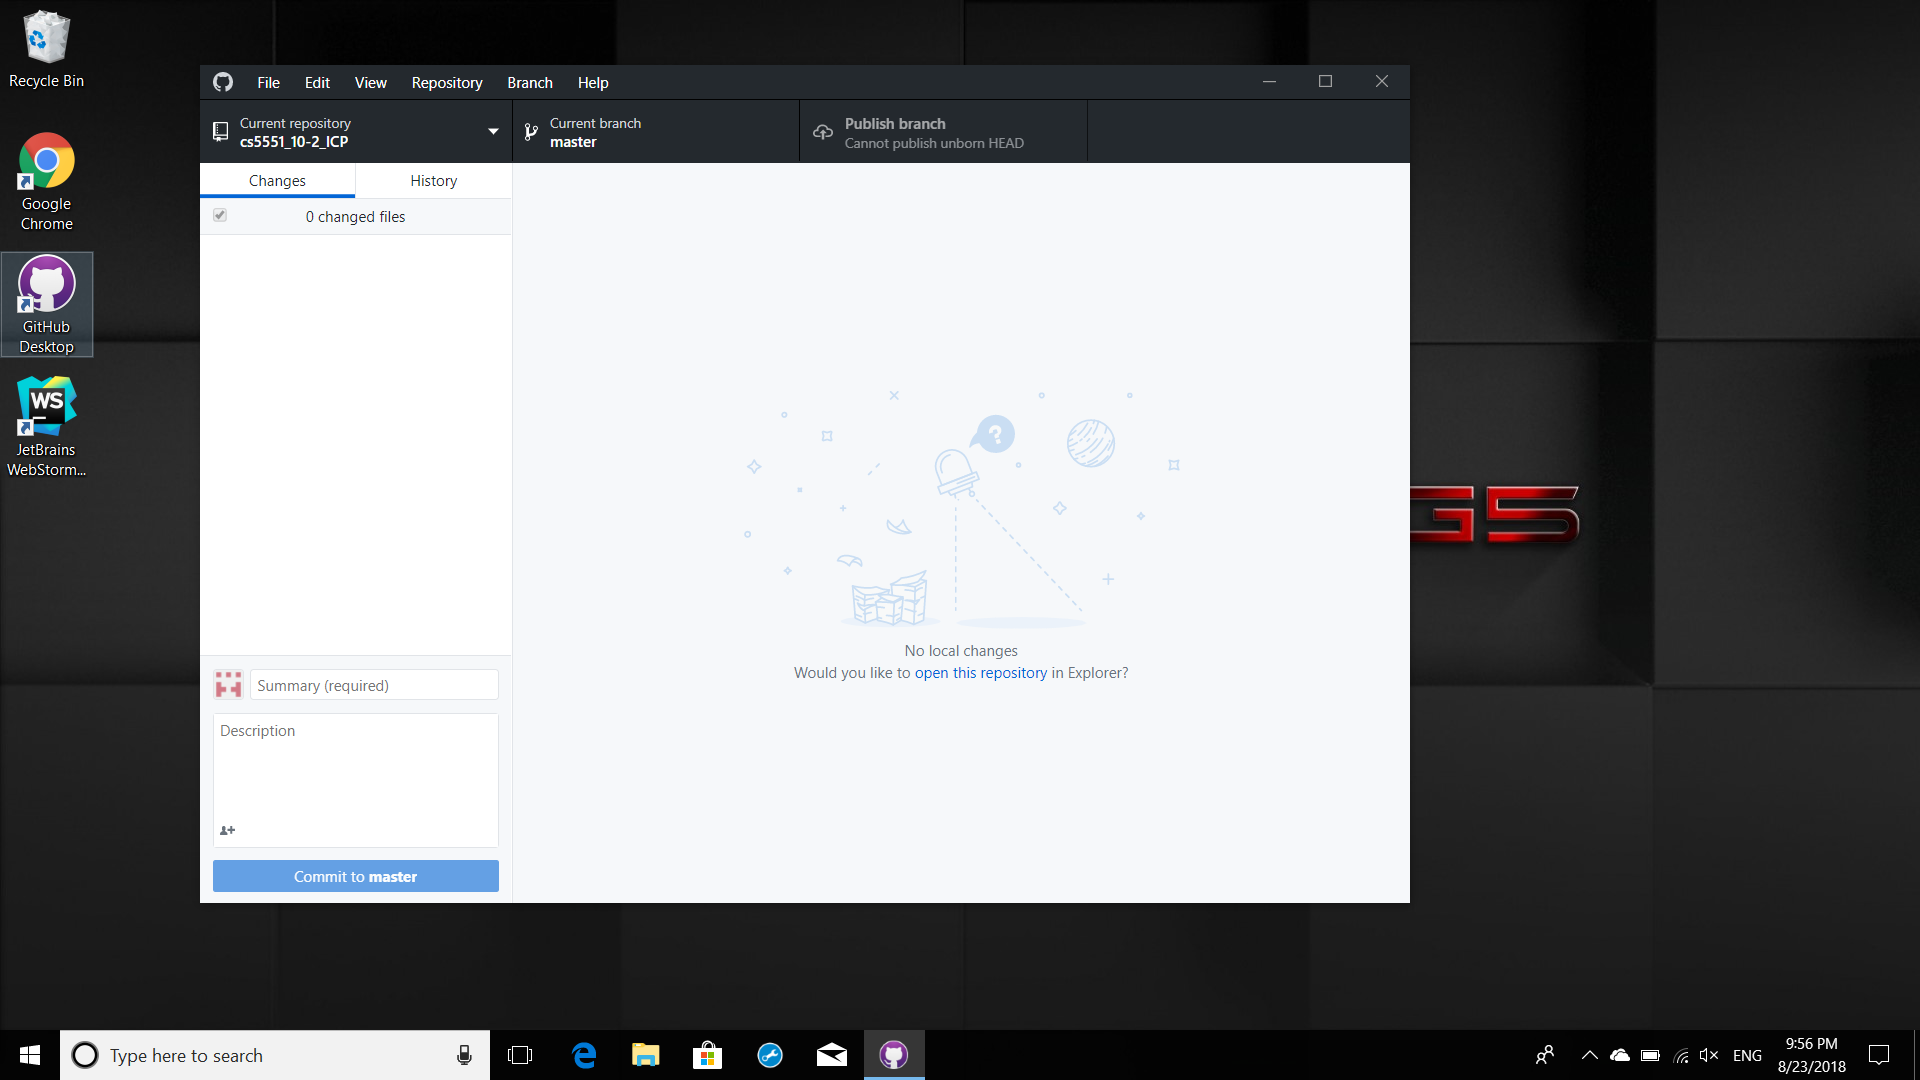 Recycle Bin
Google
Chrome
GitHub
Desktop
WS
JetBrains
WebStorm...
File Edit View Repository Branch Help
Current repository
cs5551_10-2_ICP
Current branch
master
Publish branch
Cannot publish unborn HEAD
Changes
History
0 changed files
?
No local changes
Would you like to open this repository in Explorer?
Summary (required)
Description
Commit to master
G5
Type here to search
ENG
9:56 PM
8/23/2018